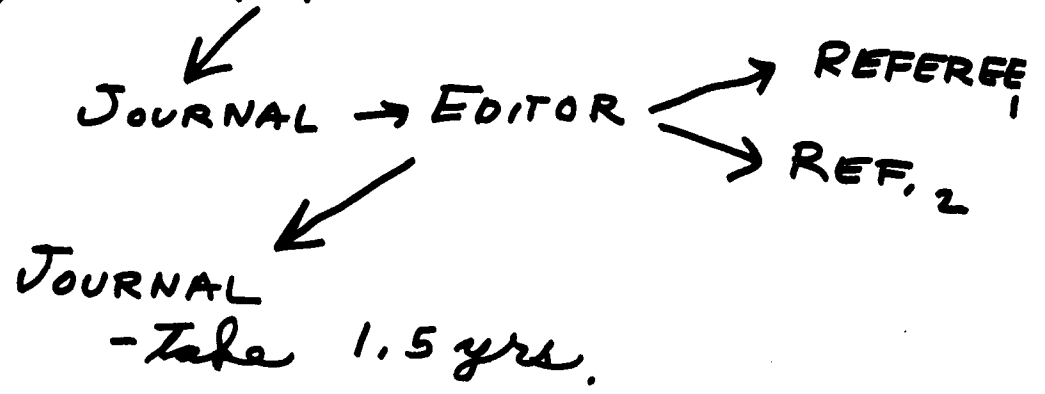 JOURNAL → EDITOR
REFEREE 1
REF. 2
JOURNAL
- Take 1.5 yrs.